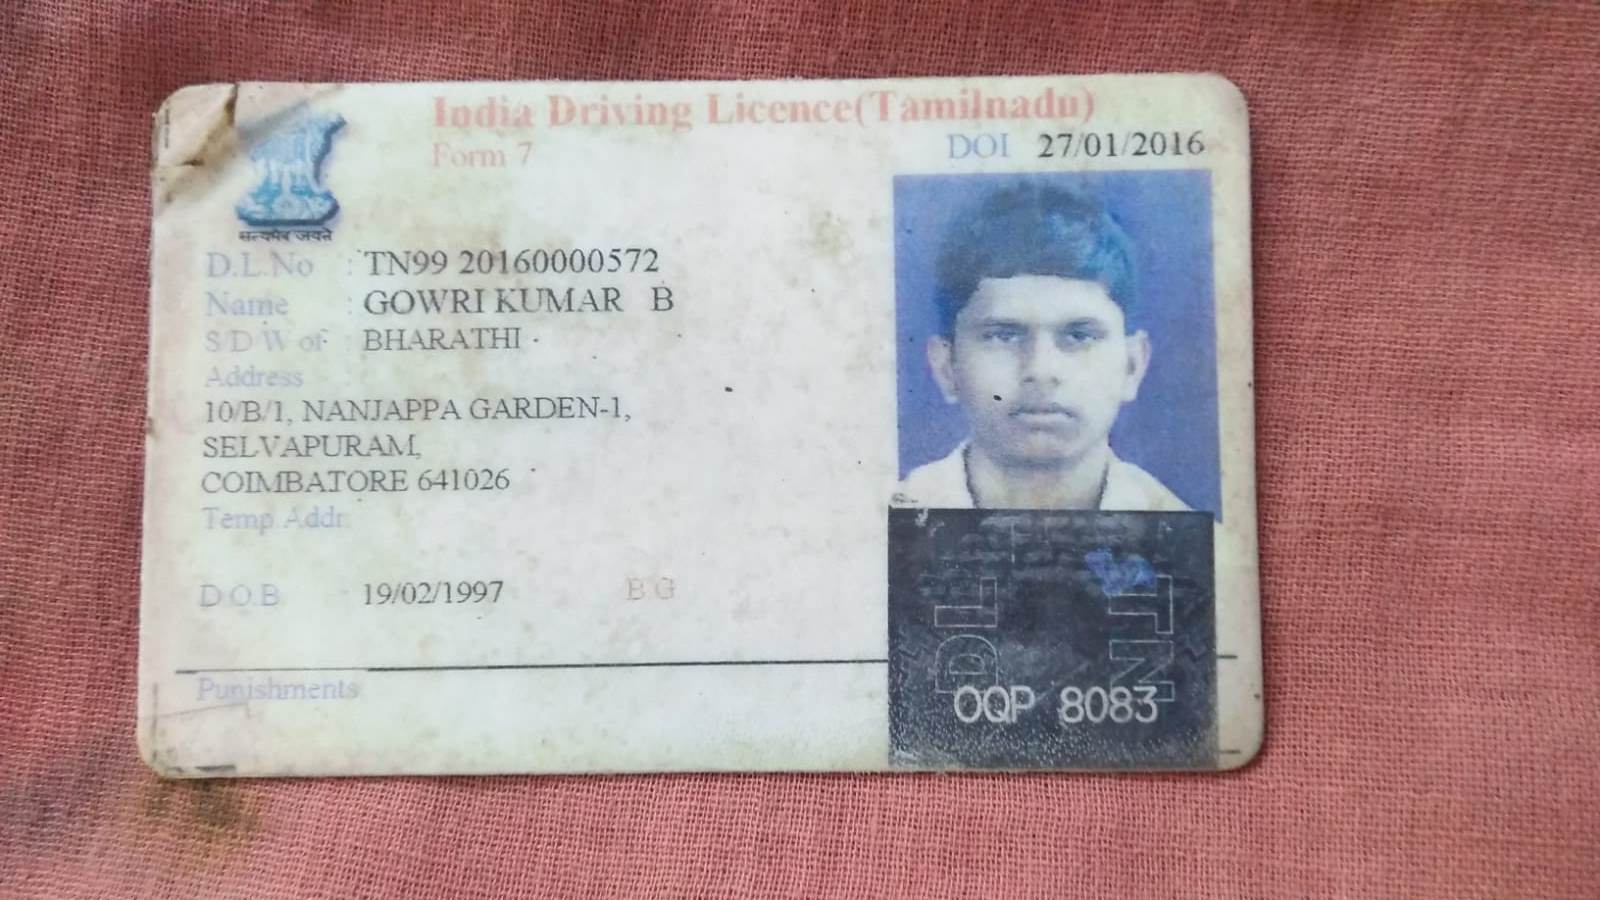 India Driving Licence(Tamilnadu)
Form 7
DOI 27/01/2016
सत्यमेव जयते
D.L.No : TN99 20160000572
Name : GOWRI KUMAR B
S/D/W of : BHARATHI
Address :
10/B/1, NANJAPPA GARDEN-1,
SELVAPURAM,
COIMBATORE 641026
Temp Addr:
D.O.B 19/02/1997 B.G
Punishments
DL TN
OQP 8083